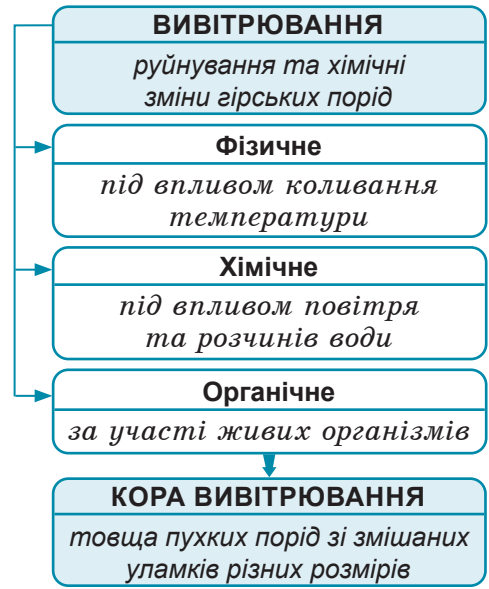 ВИВІТРЮВАННЯ
руйнування та хімічні
зміни гірських порід
Фізичне
під впливом коливання
температури
Хімічне
під впливом повітря
та розчинів води
Органічне
за участі живих організмів
КОРА ВИВІТРЮВАННЯ
товща пухких порід зі змішаних
уламків різних розмірів